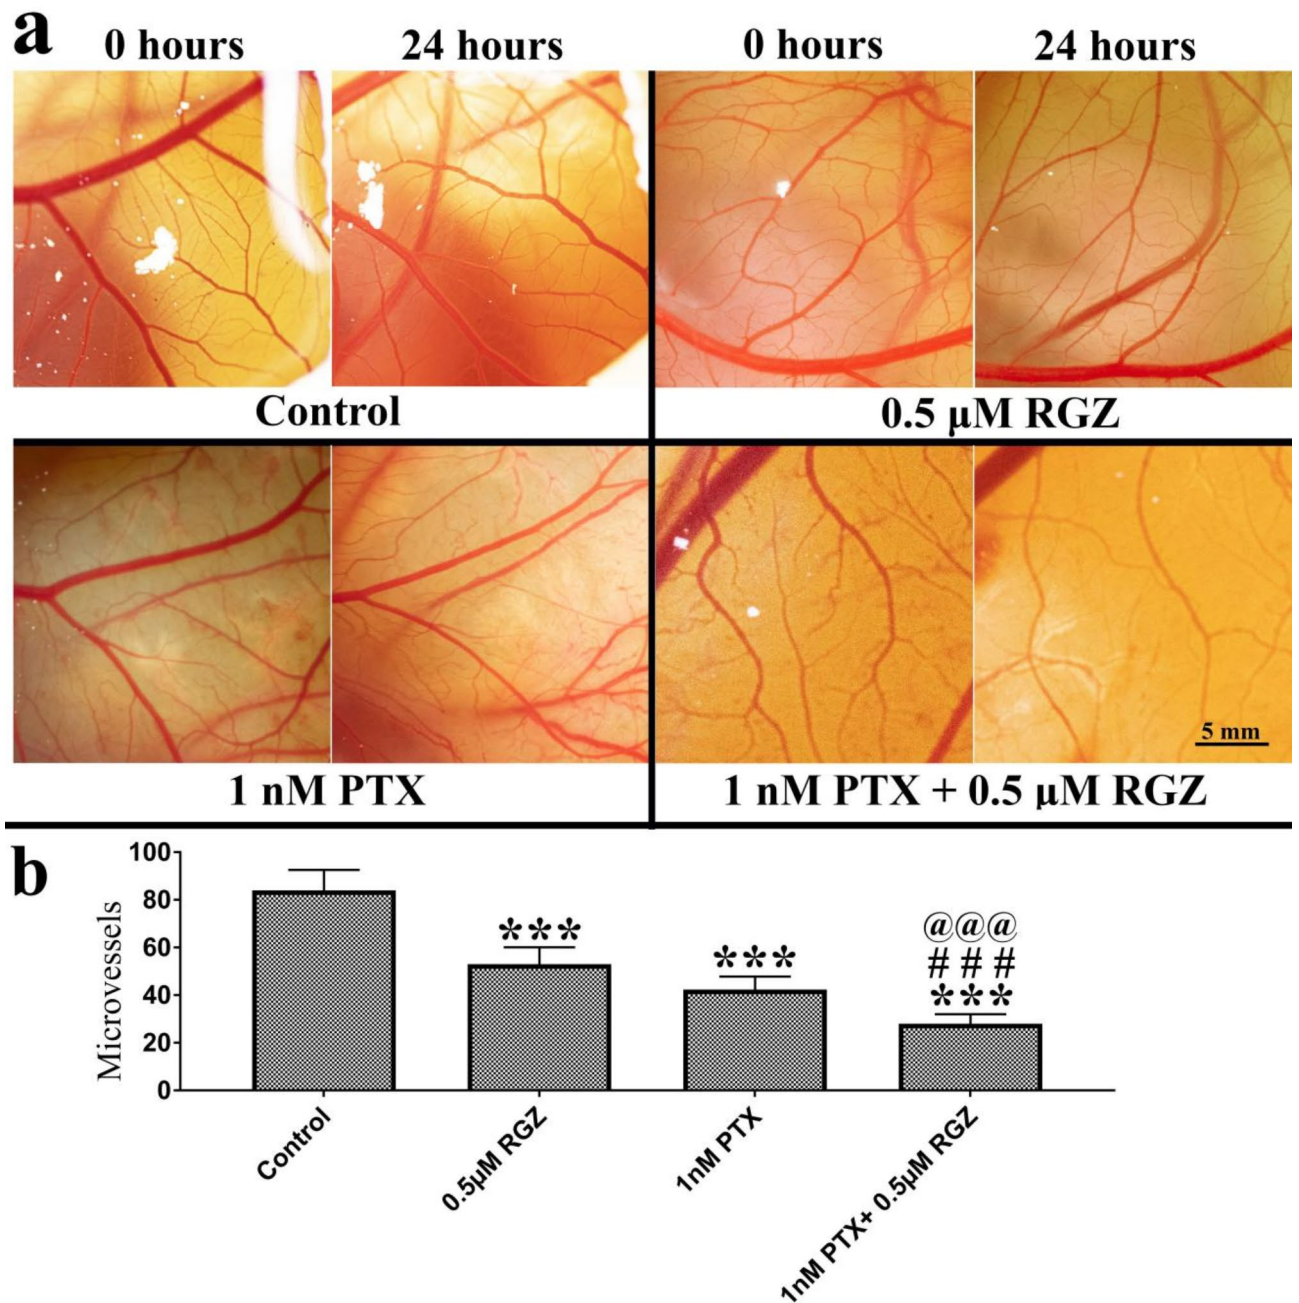 a
0 hours 24 hours 0 hours 24 hours
Control 0.5 μM RGZ
5 mm
1 nM PTX 1 nM PTX + 0.5 μM RGZ
b
Microvessels
100
80
60
40
20
0
***
***
@@@
###
***
Control
0.5μM RGZ
1nM PTX
1nM PTX+ 0.5μM RGZ